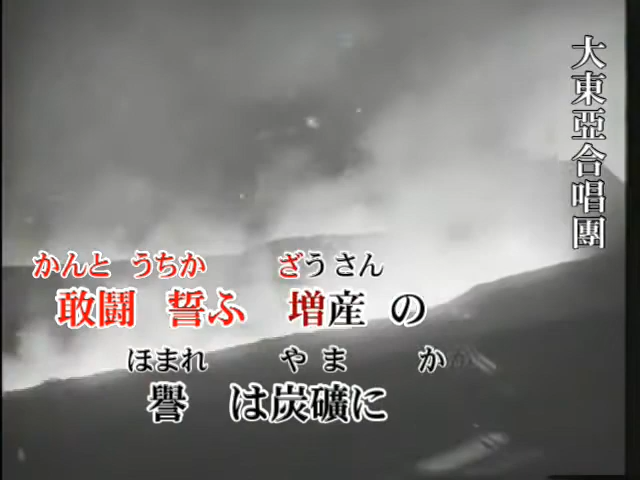 大東亞合唱團
かんと うちか ざうさん
敢闘 誓ふ 増産 の
ほまれ やま か
譽 は炭礦に